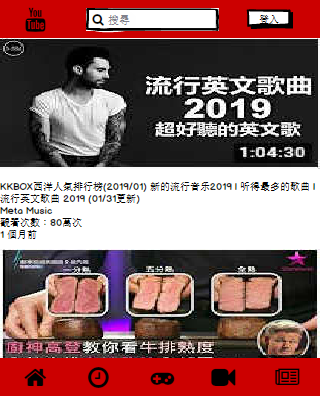 You
Tube
搜尋
登入
流行英文歌曲
2019
超好聽的英文歌
1:04:30
KKBOX西洋人氣排行榜(2019/01) 新的流行音乐2019 | 听得最多的歌曲 |
流行英文歌曲 2019 (01/31更新)
Meta Music
觀看次數：80萬次
1 個月前
一分熟 五分熟 全熟
廚神高登教你看牛排熟度